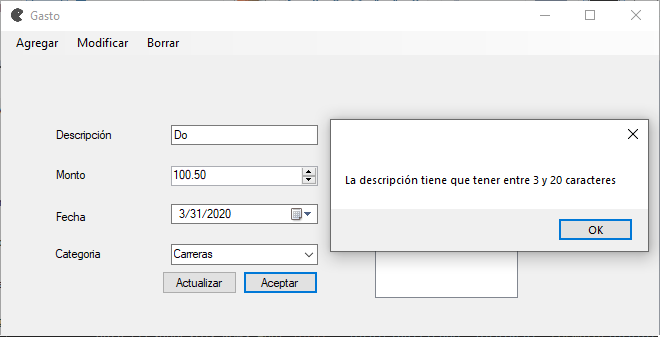 Gasto
Agregar Modificar Borrar
Descripción Do
Monto 100.50
Fecha 3/31/2020
Categoria Carreras
Actualizar Aceptar
La descripción tiene que tener entre 3 y 20 caracteres
OK